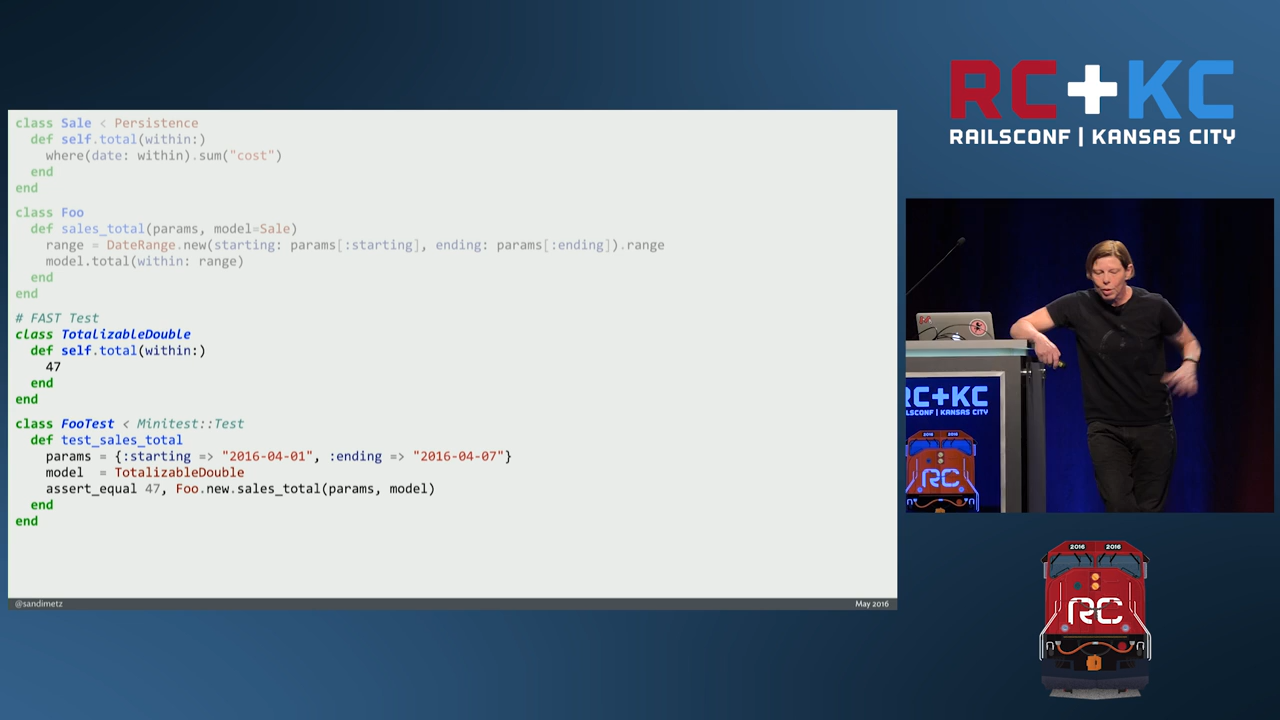 class Sale < Persistence
  def self.total(within:)
    where(date: within).sum("cost")
  end
end
class Foo
  def sales_total(params, model=Sale)
    range = DateRange.new(starting: params[:starting], ending: params[:ending]).range
    model.total(within: range)
  end
end
# FAST Test
class TotalizableDouble
  def self.total(within:)
    47
  end
end
class FooTest < Minitest::Test
  def test_sales_total
    params = {:starting => "2016-04-01", :ending => "2016-04-07"}
    model  = TotalizableDouble
    assert_equal 47, Foo.new.sales_total(params, model)
  end
end
@sandimetz
May 2016
RC+KC
RAILSCONF | KANSAS CITY
RC+KC
LSCONF | KANSAS CITY
2016 2016
RC
2016 2016
RC